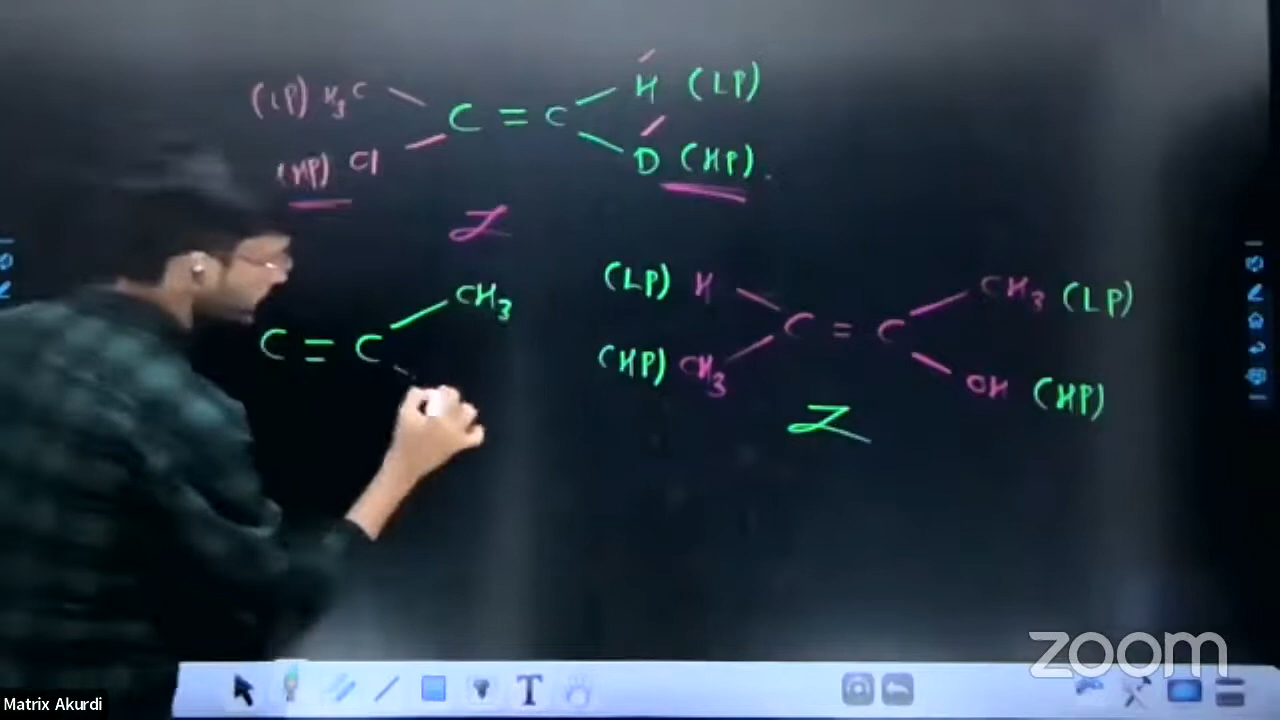 (LP) H3C C = C H (LP)
(HP) Cl D (HP).
Z
C = C CH3
(LP) H C = C CH3 (LP)
(HP) CH3 OH (HP)
Z
T
zoom
Matrix Akurdi